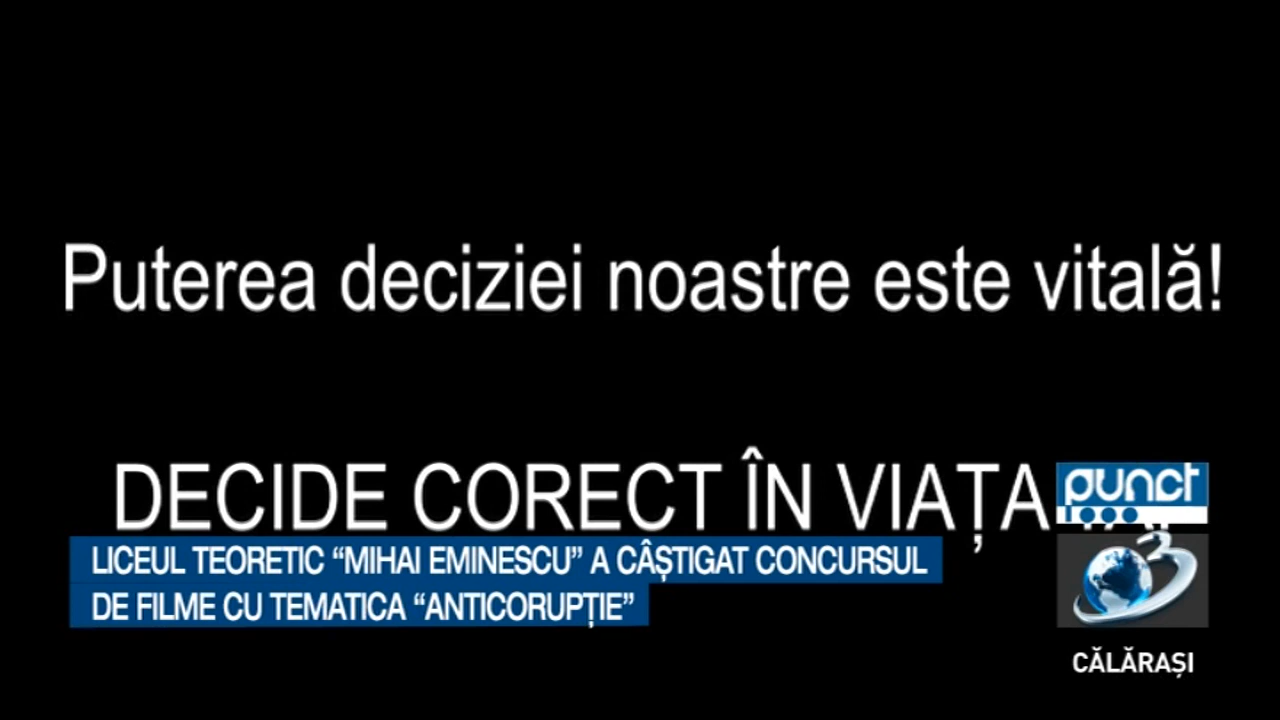 Puterea deciziei noastre este vitală!
DECIDE CORECT ÎN VIAȚA
punct
LICEUL TEORETIC “MIHAI EMINESCU” A CÂȘTIGAT CONCURSUL
DE FILME CU TEMATICA “ANTICORUPȚIE”
3
CĂLĂRAȘI